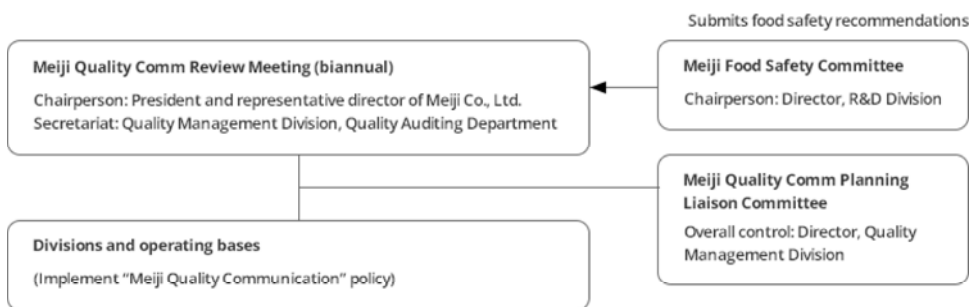 Submits food safety recommendations
Meiji Quality Comm Review Meeting (biannual)
Chairperson: President and representative director of Meiji Co., Ltd.
Secretariat: Quality Management Division, Quality Auditing Department
Meiji Food Safety Committee
Chairperson: Director, R&D Division
Meiji Quality Comm Planning
Liaison Committee
Overall control: Director, Quality
Management Division
Divisions and operating bases
(Implement “Meiji Quality Communication” policy)